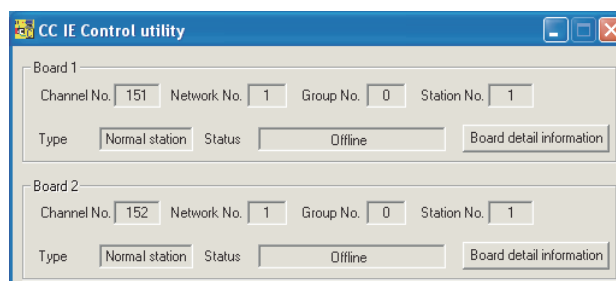 CC IE Control utility
Board 1
Channel No. 151 Network No. 1 Group No. 0 Station No. 1
Type Normal station Status Offline Board detail information
Board 2
Channel No. 152 Network No. 1 Group No. 0 Station No. 1
Type Normal station Status Offline Board detail information